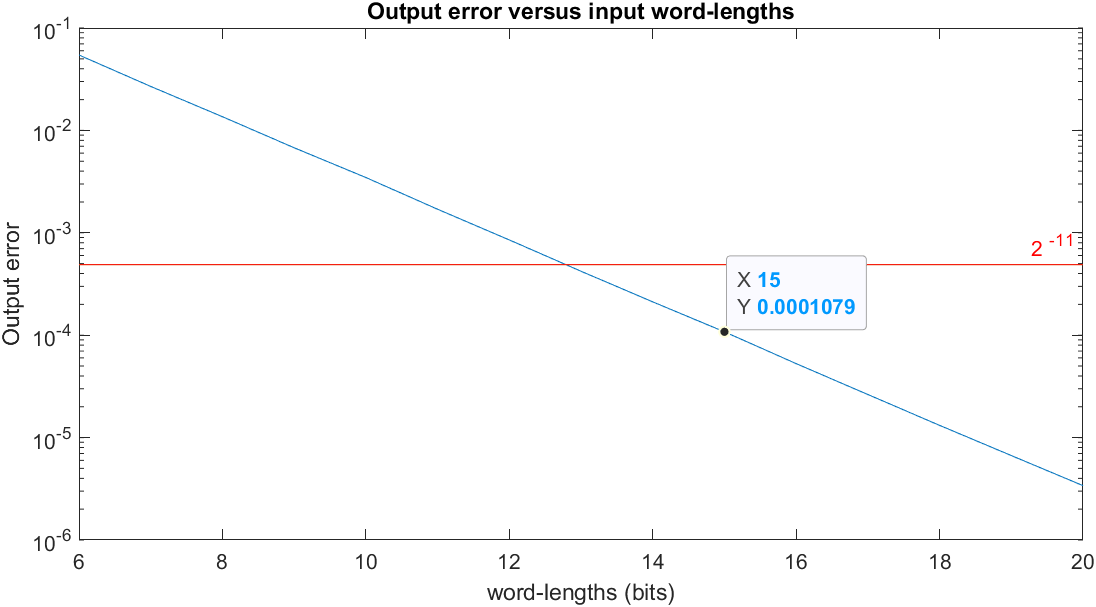 Output error versus input word-lengths
10-1
10-2
10-3
10-4
10-5
10-6
Output error
2 -11
X 15
Y 0.0001079
6 8 10 12 14 16 18 20
word-lengths (bits)